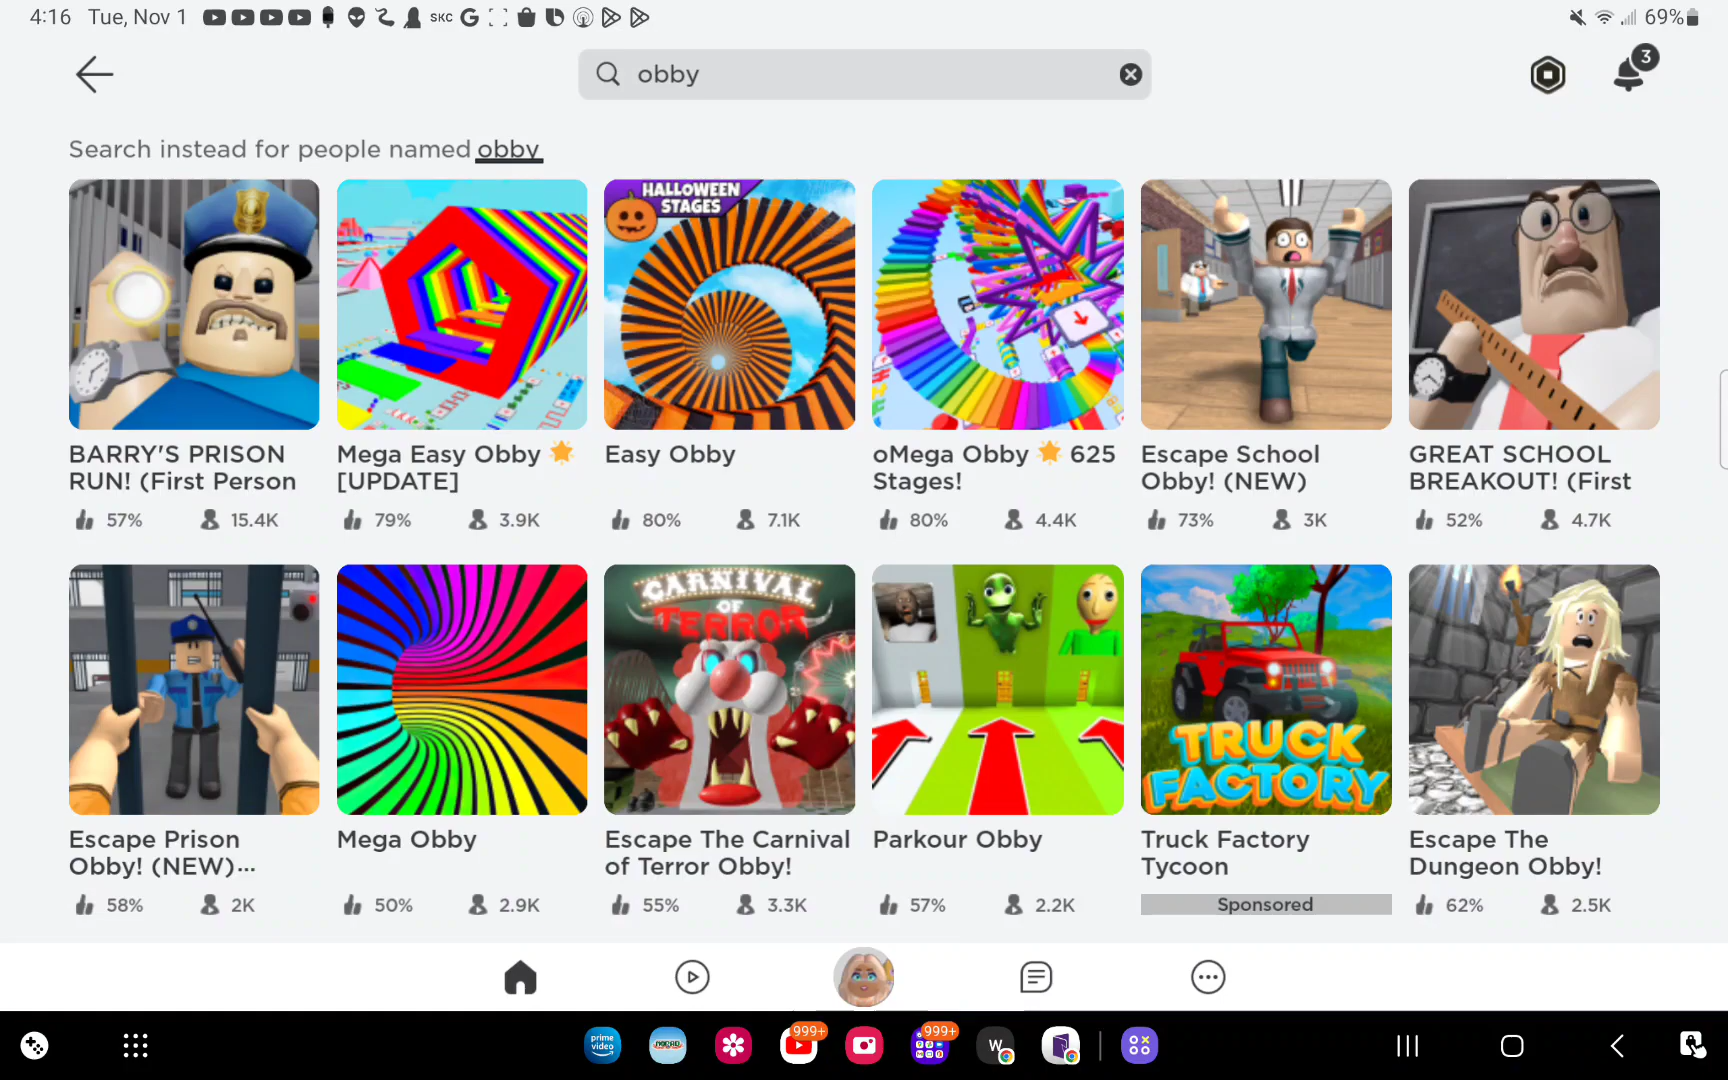 4:16 Tue, Nov 1 SKC 69%
obby 3
Search instead for people named obby
HALLOWEEN
STAGES
BARRY'S PRISON
RUN! (First Person
57% 15.4K
Mega Easy Obby
[UPDATE]
79% 3.9K
Easy Obby
80% 7.1K
oMega Obby 625
Stages!
80% 4.4K
Escape School
Obby! (NEW)
73% 3K
GREAT SCHOOL
BREAKOUT! (First
52% 4.7K
CARNIVAL
OF
TERROR
TRUCK
FACTORY
Escape Prison
Obby! (NEW)...
58% 2K
Mega Obby
50% 2.9K
Escape The Carnival
of Terror Obby!
55% 3.3K
Parkour Obby
57% 2.2K
Truck Factory
Tycoon
Sponsored
Escape The
Dungeon Obby!
62% 2.5K
prime
video
999+
999+
W